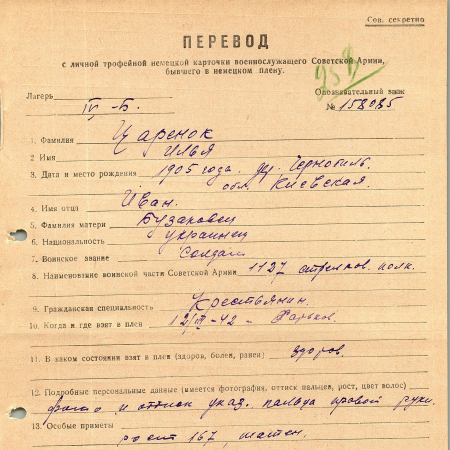 Сов. секретно
ПЕРЕВОД
с личной трофейной немецкой карточки военнослужащего Советской Армии,
бывшего в немецком плену.
Лагерь
Опознавательный знак
IV-Б.
№ 158085
1. Фамилия Царенок
2 Имя Илья
3. Дата и место рождения 1905 года. др. Чернобиль.
обл. Киевская.
4. Имя отца Иван.
5. Фамилия матери Бузаковец
6. Национальность украинец
7. Воинское звание Солдат
8. Наименование воинской части Советской Армии 1127 стрелков. полк.
9. Гражданская специальность Крестьянин.
10. Когда и где взят в плен 12/III-42 - Харьков.
11. В каком состоянии взят в плен (здоров, болен, ранен) здоров.
12. Подробные персональные данные (имеется фотография, оттиск пальцев, рост, цвет волос)
фото и оттиск указ. пальца правой руки.
13. Особые приметы
рост 167, шатен.